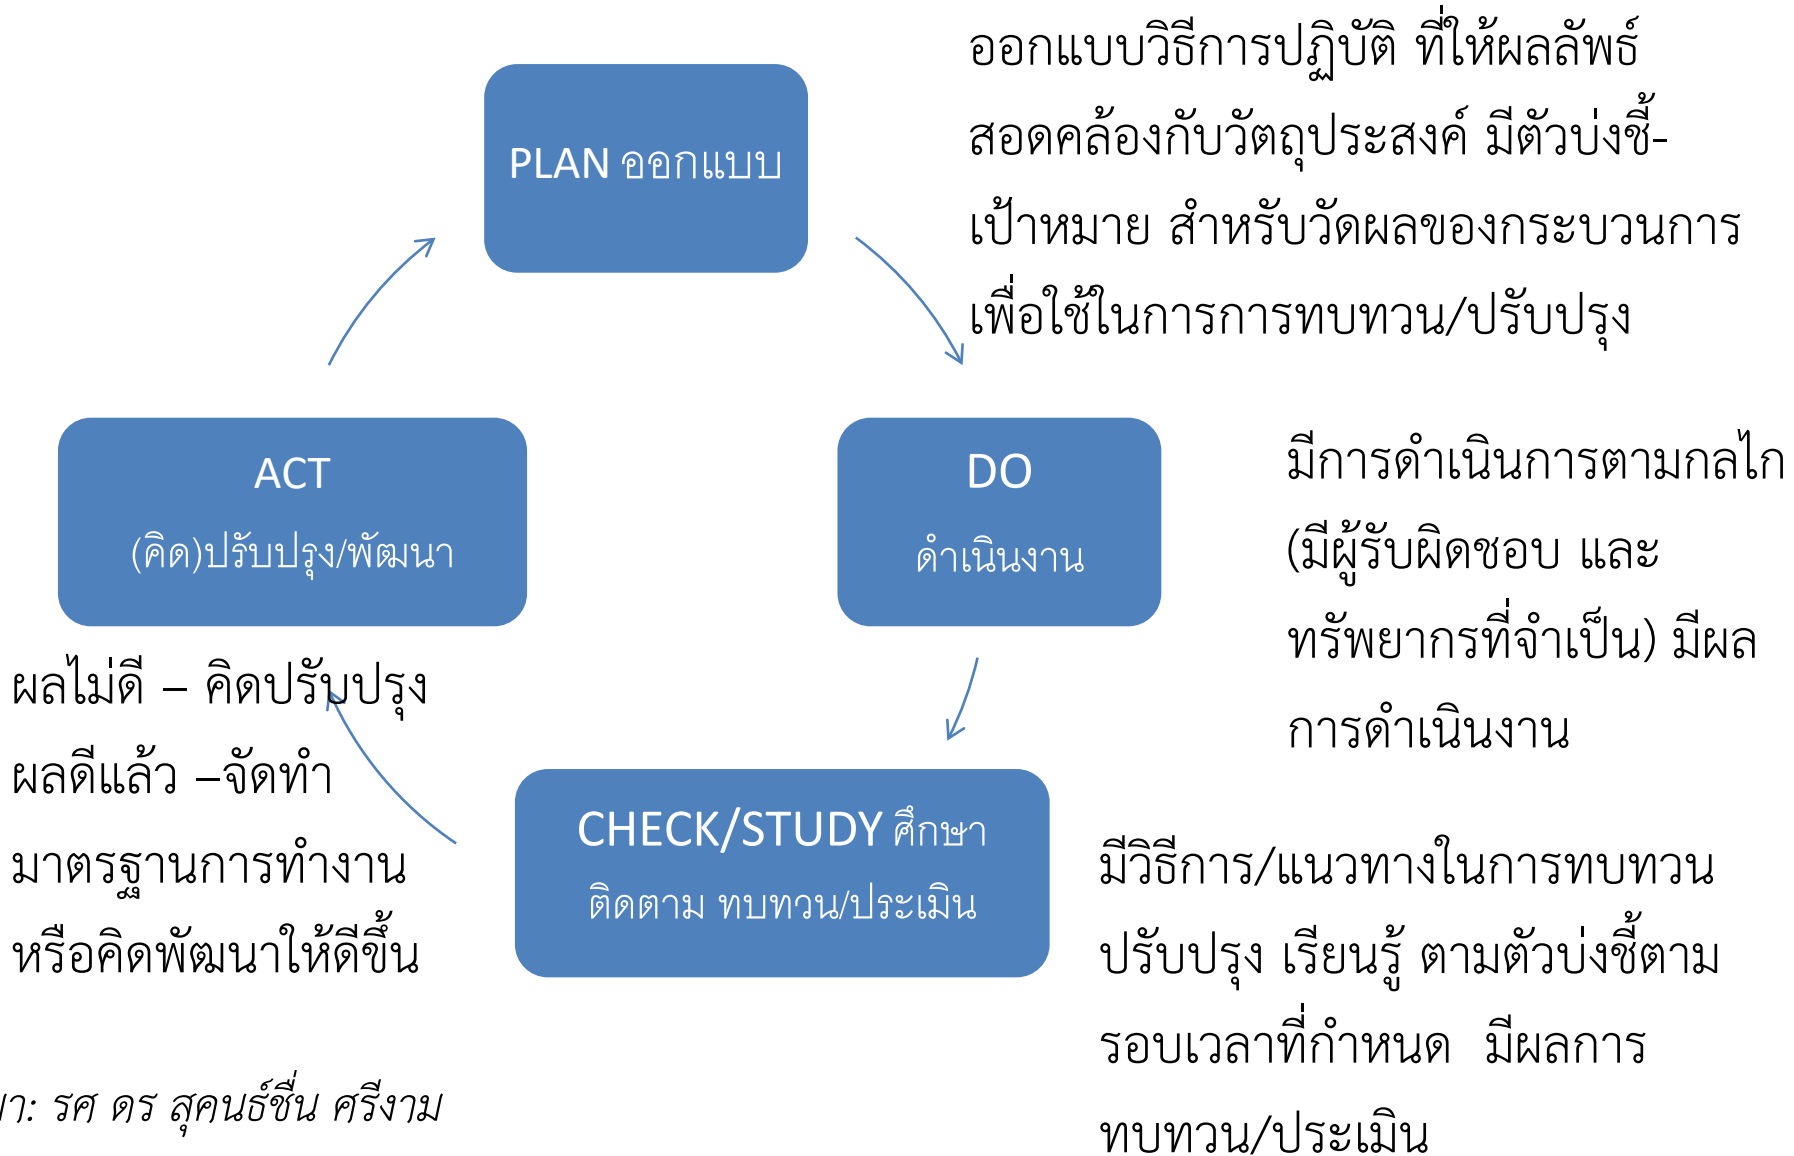 PLAN ออกแบบ
ออกแบบวิธีการปฏิบัติ ที่ให้ผลลัพธ์
สอดคล้องกับวัตถุประสงค์ มีตัวบ่งชี้-
เป้าหมาย สำหรับวัดผลของกระบวนการ
เพื่อใช้ในการการทบทวน/ปรับปรุง
DO
ดำเนินงาน
มีการดำเนินการตามกลไก
(มีผู้รับผิดชอบ และ
ทรัพยากรที่จำเป็น) มีผล
การดำเนินงาน
CHECK/STUDY ศึกษา
ติดตาม ทบทวน/ประเมิน
มีวิธีการ/แนวทางในการทบทวน
ปรับปรุง เรียนรู้ ตามตัวบ่งชี้ตาม
รอบเวลาที่กำหนด มีผลการ
ทบทวน/ประเมิน
ACT
(คิด)ปรับปรุง/พัฒนา
ผลไม่ดี – คิดปรับปรุง
ผลดีแล้ว –จัดทำ
มาตรฐานการทำงาน
หรือคิดพัฒนาให้ดีขึ้น
รศ ดร สุคนธ์ชื่น ศรีงาม